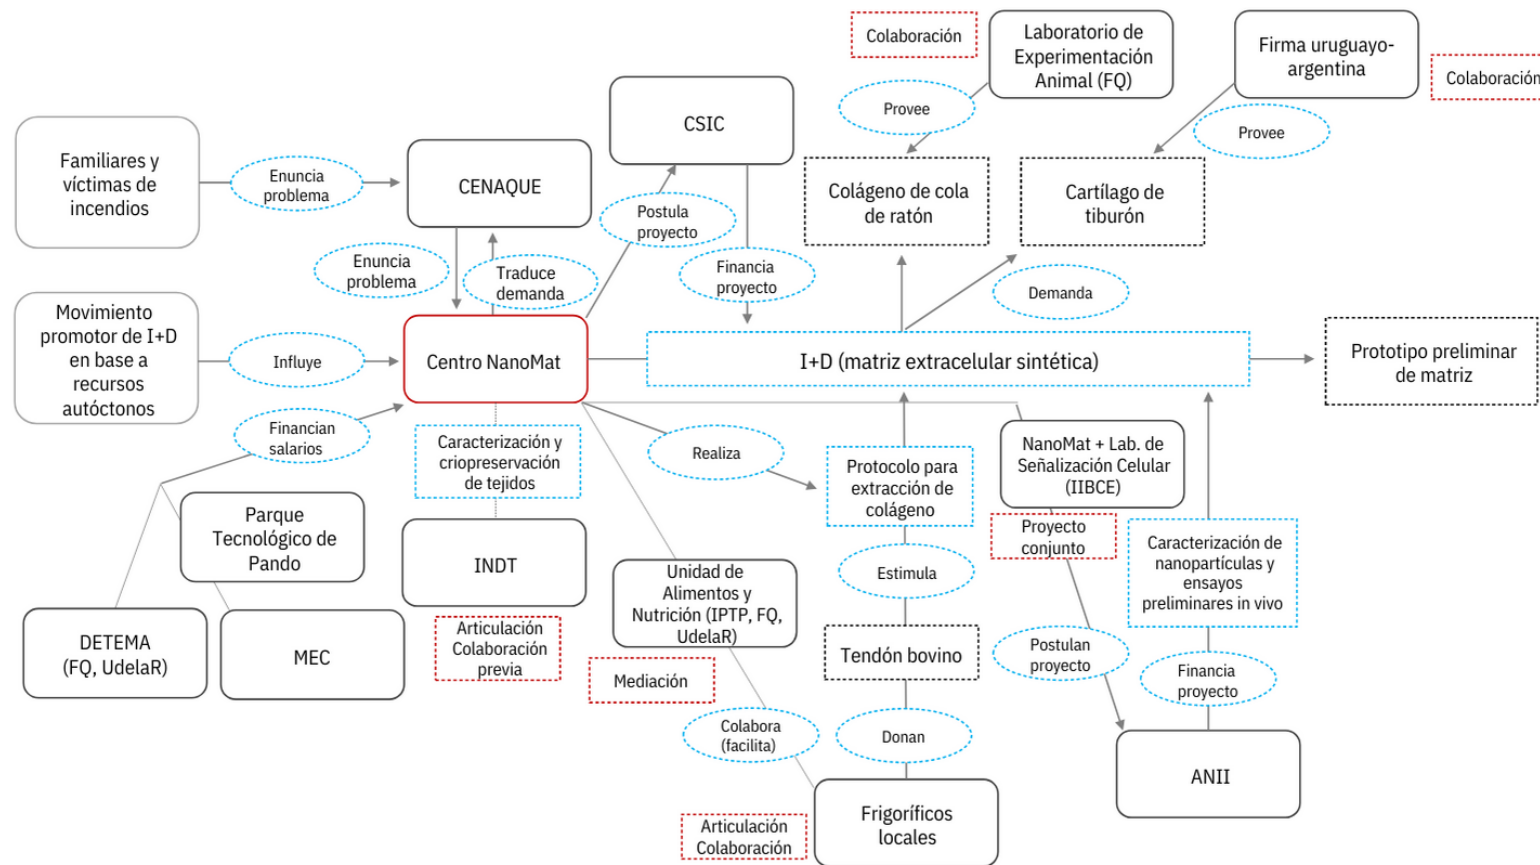 Colaboración
Laboratorio de
Experimentación
Animal (FQ)
Firma uruguayo-
argentina
Colaboración
Provee
Provee
CSIC
Familiares y
víctimas de
incendios
Enuncia
problema
CENAQUE
Colágeno de cola
de ratón
Cartílago de
tiburón
Postula
proyecto
Enuncia
problema
Traduce
demanda
Financia
proyecto
Demanda
Movimiento
promotor de I+D
en base a
recursos
autóctonos
Influye
Centro NanoMat
I+D (matriz extracelular sintética)
Prototipo preliminar
de matriz
Financian
salarios
Caracterización y
criopreservación
de tejidos
Realiza
Protocolo para
extracción de
colágeno
NanoMat + Lab. de
Señalización Celular
(IIBCE)
Parque
Tecnológico de
Pando
INDT
Proyecto
conjunto
Caracterización de
nanopartículas y
ensayos
preliminares in vivo
Unidad de
Alimentos y
Nutrición (IPTP, FQ,
UdelaR)
Estimula
DETEMA
(FQ, UdelaR)
MEC
Articulación
Colaboración
previa
Mediación
Tendón bovino
Postulan
proyecto
Financia
proyecto
Colabora
(facilita)
Donan
ANII
Articulación
Colaboración
Frigoríficos
locales